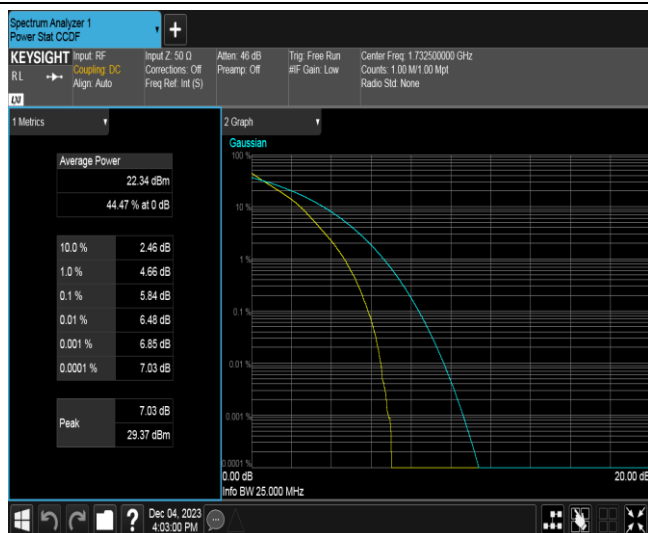 Spectrum Analyzer 1
Power Stat CCDF
KEYSIGHT
RL
Input: RF
Coupling: DC
Align: Auto
Input Z: 50 Ω
Corrections: Off
Freq Ref: Int (S)
Atten: 46 dB
Preamp: Off
Trig: Free Run
#IF Gain: Low
Center Freq: 1.732500000 GHz
Counts: 1.00 M/1.00 Mpt
Radio Std: None
LXI
1 Metrics
Average Power
22.34 dBm
44.47 % at 0 dB
10.0 % 2.46 dB
1.0 % 4.66 dB
0.1 % 5.84 dB
0.01 % 6.48 dB
0.001 % 6.85 dB
0.0001 % 7.03 dB
Peak
7.03 dB
29.37 dBm
2 Graph
Gaussian
100 %
10 %
1 %
0.1 %
0.01 %
0.001 %
0.0001 %
0.00 dB
20.00 dB
Info BW 25.000 MHz
Dec 04, 2023
4:03:00 PM